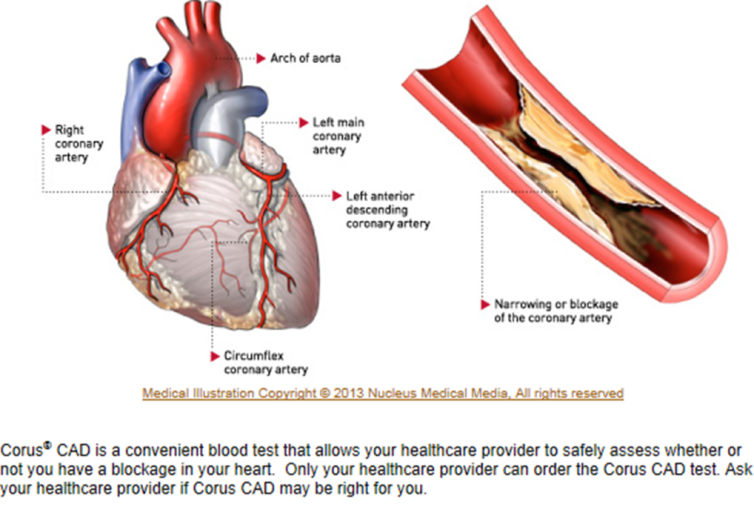 Arch of aorta
Right
coronary
artery
Left main
coronary
artery
Left anterior
descending
coronary artery
Narrowing or blockage
of the coronary artery
Circumflex
coronary artery
Medical Illustration Copyright © 2013 Nucleus Medical Media, All rights reserved
Corus® CAD is a convenient blood test that allows your healthcare provider to safely assess whether or
not you have a blockage in your heart.  Only your healthcare provider can order the Corus CAD test. Ask
your healthcare provider if Corus CAD may be right for you.